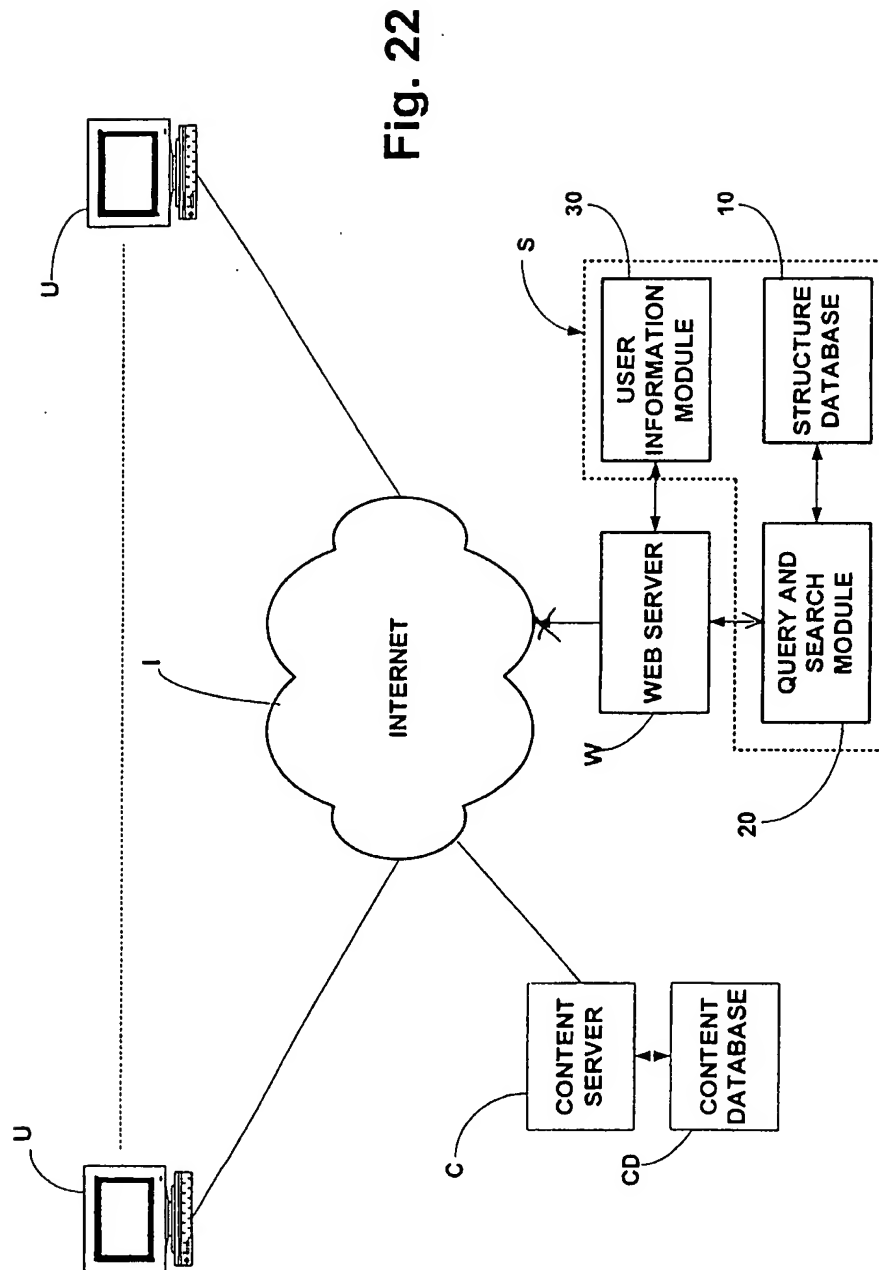 Fig. 22
U
U
I
INTERNET
C
CONTENT
SERVER
CD
CONTENT
DATABASE
W
WEB SERVER
S
30
USER
INFORMATION
MODULE
20
QUERY AND
SEARCH
MODULE
10
STRUCTURE
DATABASE